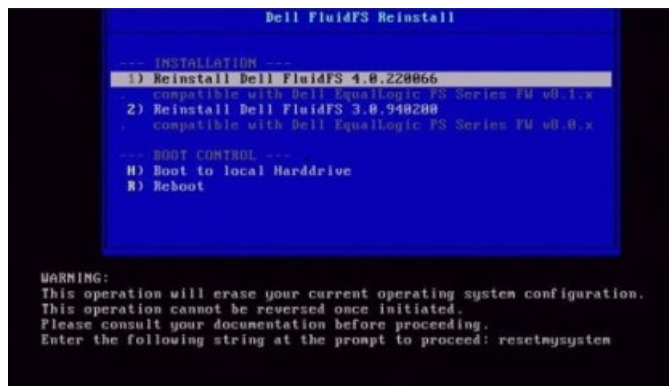 Dell FluidFS Reinstall
--- INSTALLATION ---
1) Reinstall Dell FluidFS 4.0.220066
. compatible with Dell EqualLogic PS Series FW v8.1.x
2) Reinstall Dell FluidFS 3.0.940200
. compatible with Dell EqualLogic PS Series FW v8.0.x
--- BOOT CONTROL ---
H) Boot to local Harddrive
R) Reboot
WARNING:
This operation will erase your current operating system configuration.
This operation cannot be reversed once initiated.
Please consult your documentation before proceeding.
Enter the following string at the prompt to proceed: resetmysystem